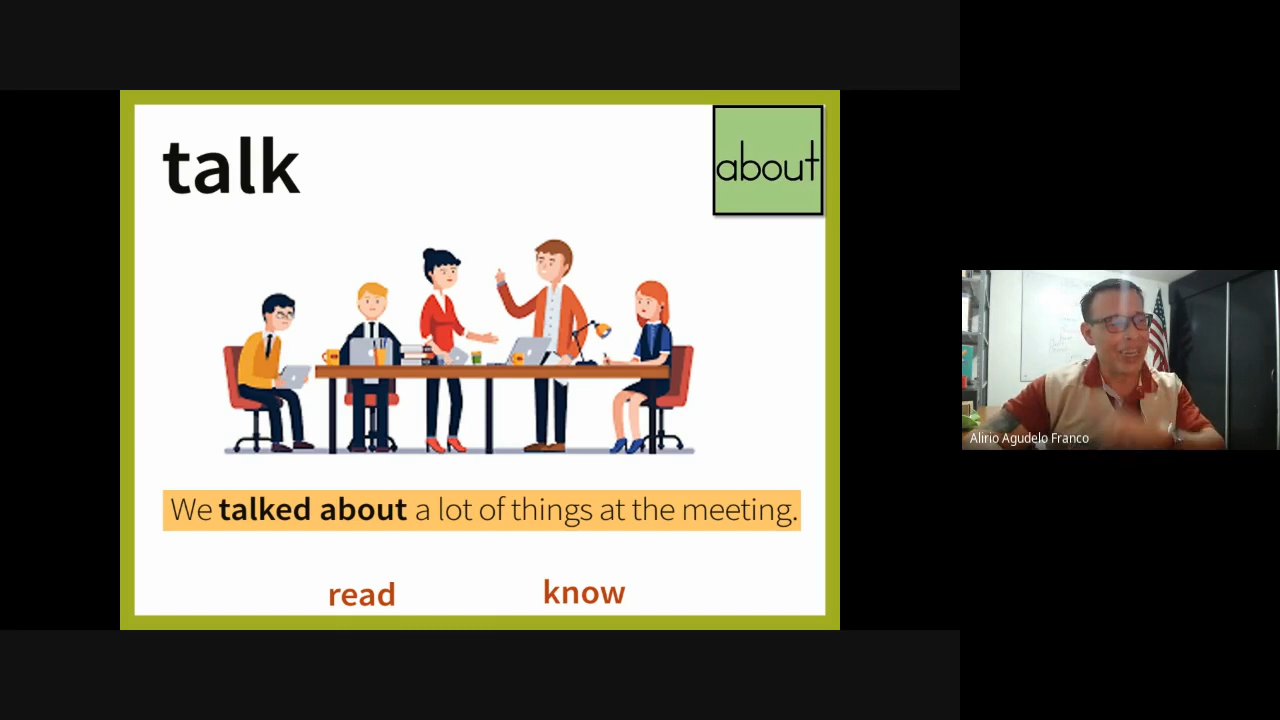 talk
about
We talked about a lot of things at the meeting.
read
know
Alirio Agudelo Franco